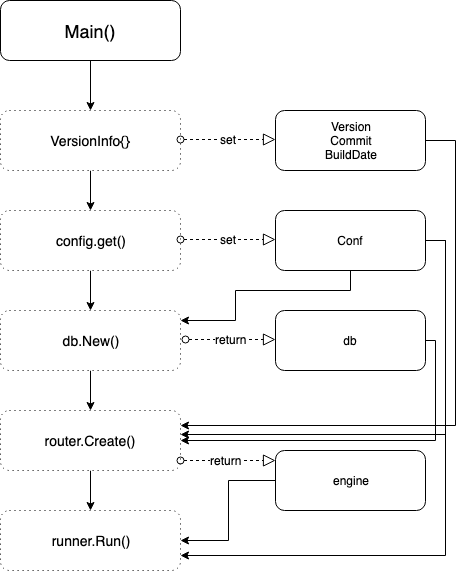 Main()
VersionInfo{}
set
Version
Commit
BuildDate
config.get()
set
Conf
db.New()
return
db
router.Create()
return
engine
runner.Run()